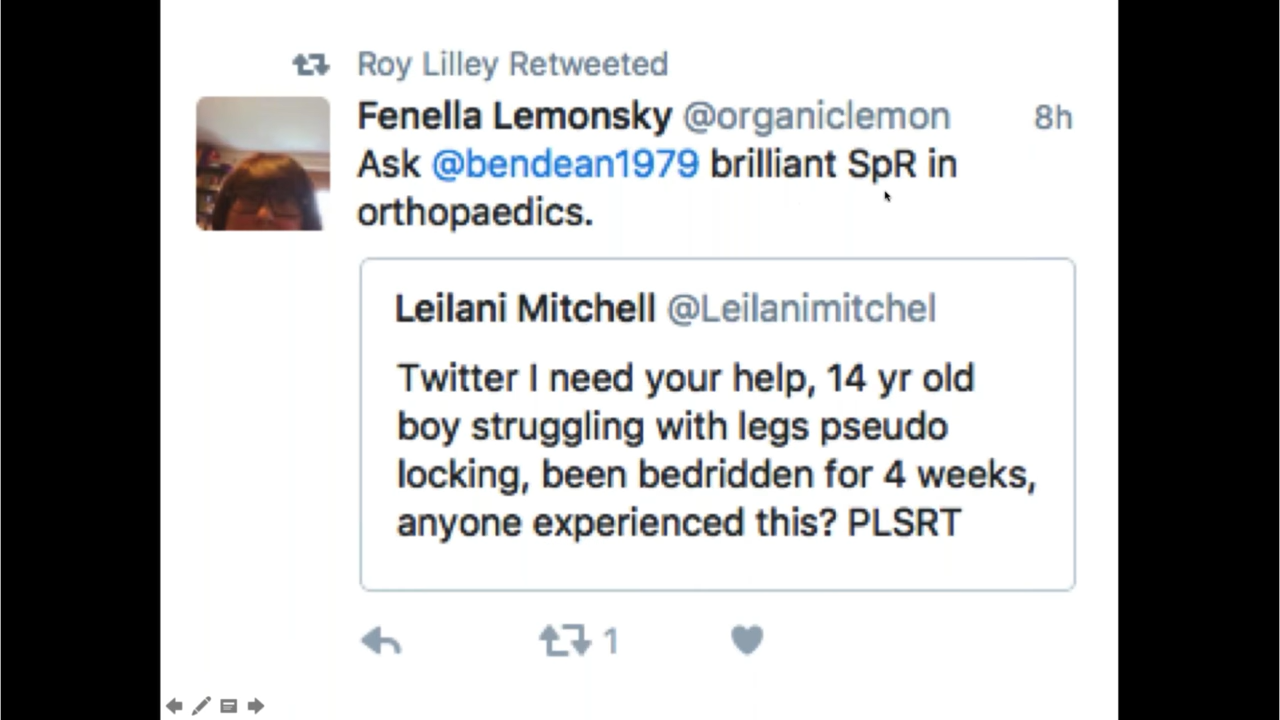 Roy Lilley Retweeted
Fenella Lemonsky @organiclemon 8h
Ask @bendean1979 brilliant SpR in
orthopaedics.
Leilani Mitchell @Leilanimitchel
Twitter I need your help, 14 yr old
boy struggling with legs pseudo
locking, been bedridden for 4 weeks,
anyone experienced this? PLSRT
1